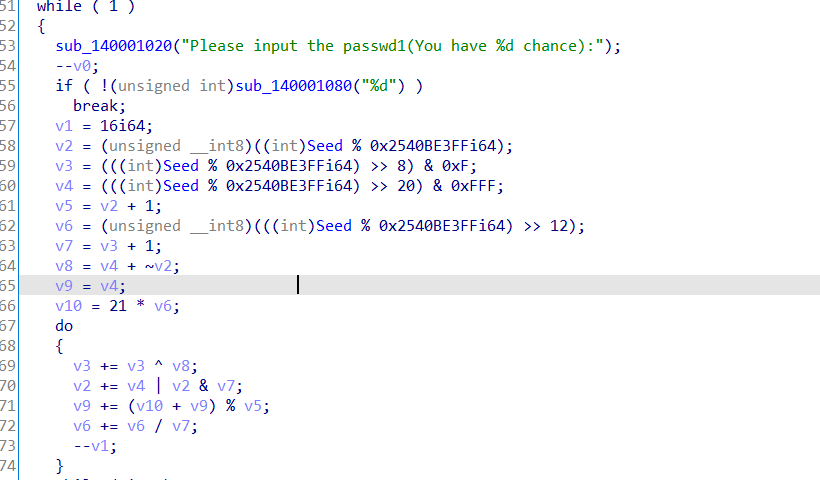 51 while ( 1 )
52 {
53 sub_140001020("Please input the passwd1(You have %d chance):");
54 --v0;
55 if ( !(unsigned int)sub_140001080("%d") )
56 break;
57 v1 = 16i64;
58 v2 = (unsigned __int8)((int)Seed % 0x2540BE3FFi64);
59 v3 = (((int)Seed % 0x2540BE3FFi64) >> 8) & 0xF;
60 v4 = (((int)Seed % 0x2540BE3FFi64) >> 20) & 0xFFF;
61 v5 = v2 + 1;
62 v6 = (unsigned __int8)(((int)Seed % 0x2540BE3FFi64) >> 12);
63 v7 = v3 + 1;
64 v8 = v4 + ~v2;
65 v9 = v4;
66 v10 = 21 * v6;
67 do
68 {
69 v3 += v3 ^ v8;
70 v2 += v4 | v2 & v7;
71 v9 += (v10 + v9) % v5;
72 v6 += v6 / v7;
73 --v1;
74 }